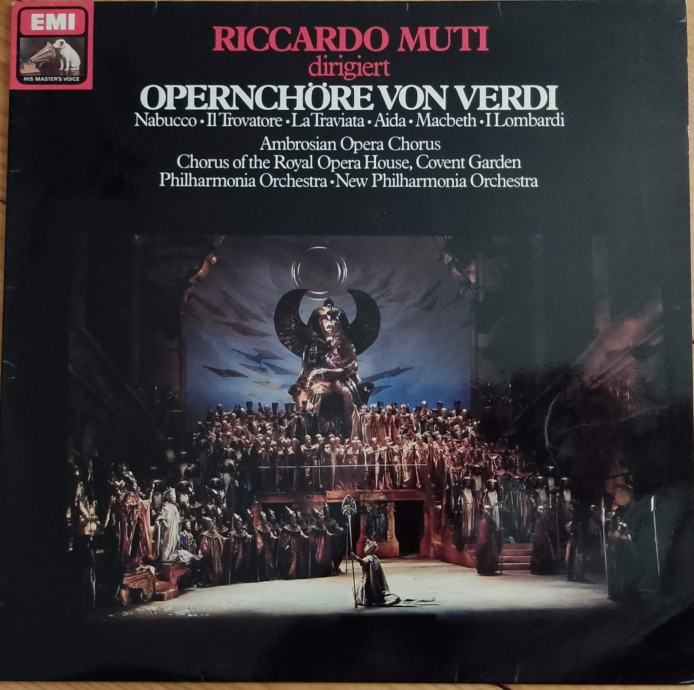 EMI
HIS MASTER'S VOICE
RICCARDO MUTI
dirigiert
OPERNCHÖRE VON VERDI
Nabucco • Il Trovatore • La Traviata • Aida • Macbeth • I Lombardi
Ambrosian Opera Chorus
Chorus of the Royal Opera House, Covent Garden
Philharmonia Orchestra • New Philharmonia Orchestra